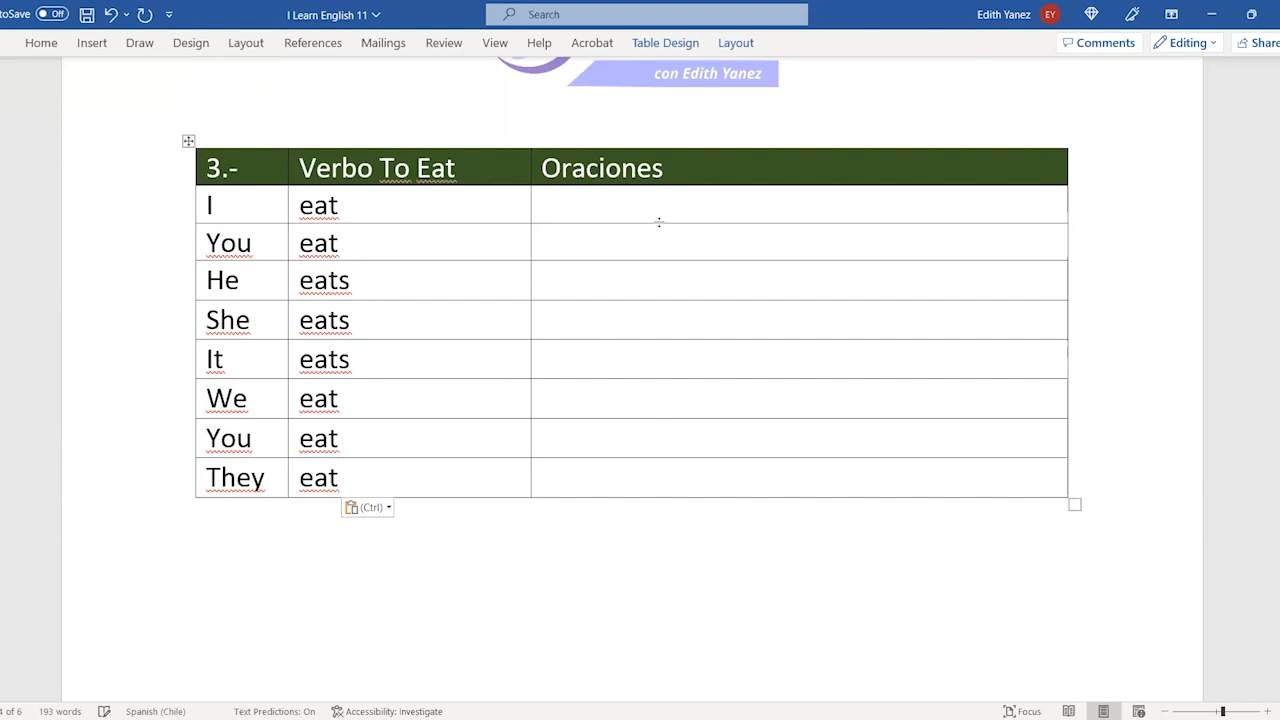 toSave Off I Learn English 11 Search Edith Yanez EY
Home Insert Draw Design Layout References Mailings Review View Help Acrobat Table Design Layout Comments Editing Share
con Edith Yanez
3.- Verbo To Eat Oraciones
I eat
You eat
He eats
She eats
It eats
We eat
You eat
They eat
(Ctrl)
4 of 6 193 words Spanish (Chile) Text Predictions: On Accessibility: Investigate Focus